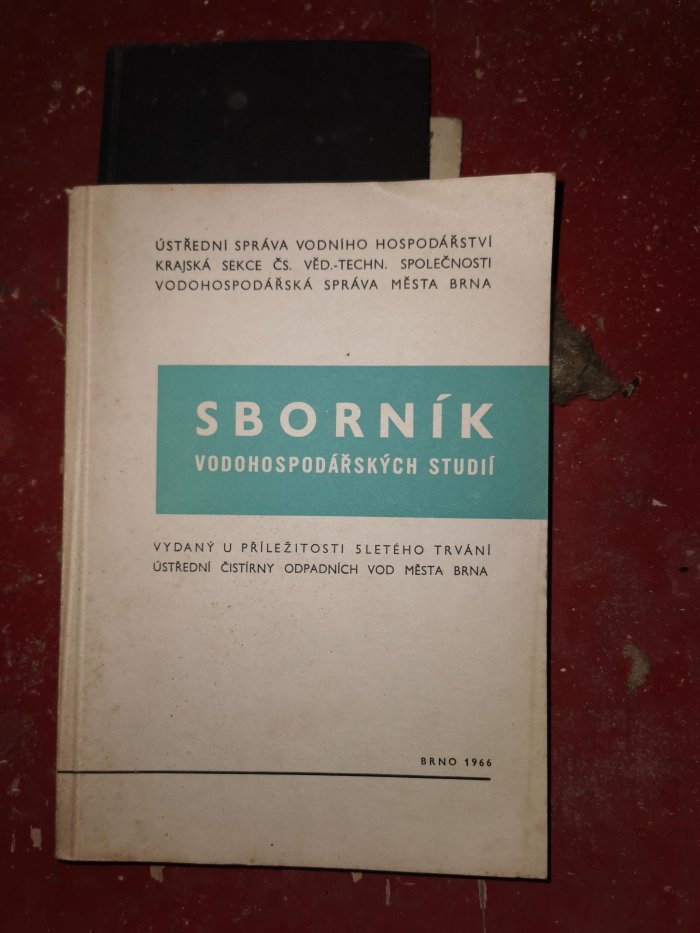 ÚSTŘEDNÍ SPRÁVA VODNÍHO HOSPODÁŘSTVÍ
KRAJSKÁ SEKCE ČS. VĚD.-TECHN. SPOLEČNOSTI
VODOHOSPODÁŘSKÁ SPRÁVA MĚSTA BRNA
SBORNÍK
VODOHOSPODÁŘSKÝCH STUDIÍ
VYDANÝ U PŘÍLEŽITOSTI 5LETÉHO TRVÁNÍ
ÚSTŘEDNÍ ČISTÍRNY ODPADNÍCH VOD MĚSTA BRNA
BRNO 1966